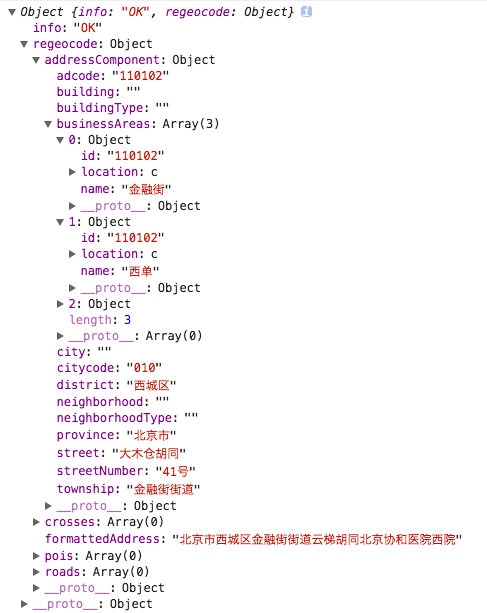 Object {info: "OK", regeocode: Object} i
info: "OK"
regeocode: Object
addressComponent: Object
adcode: "110102"
building: ""
buildingType: ""
businessAreas: Array(3)
0: Object
id: "110102"
location: c
name: "金融街"
__proto__: Object
1: Object
id: "110102"
location: c
name: "西单"
__proto__: Object
2: Object
length: 3
__proto__: Array(0)
city: ""
citycode: "010"
district: "西城区"
neighborhood: ""
neighborhoodType: ""
province: "北京市"
street: "大木仓胡同"
streetNumber: "41号"
township: "金融街街道"
__proto__: Object
crosses: Array(0)
formattedAddress: "北京市西城区金融街街道云梯胡同北京协和医院西院"
pois: Array(0)
roads: Array(0)
__proto__: Object
__proto__: Object